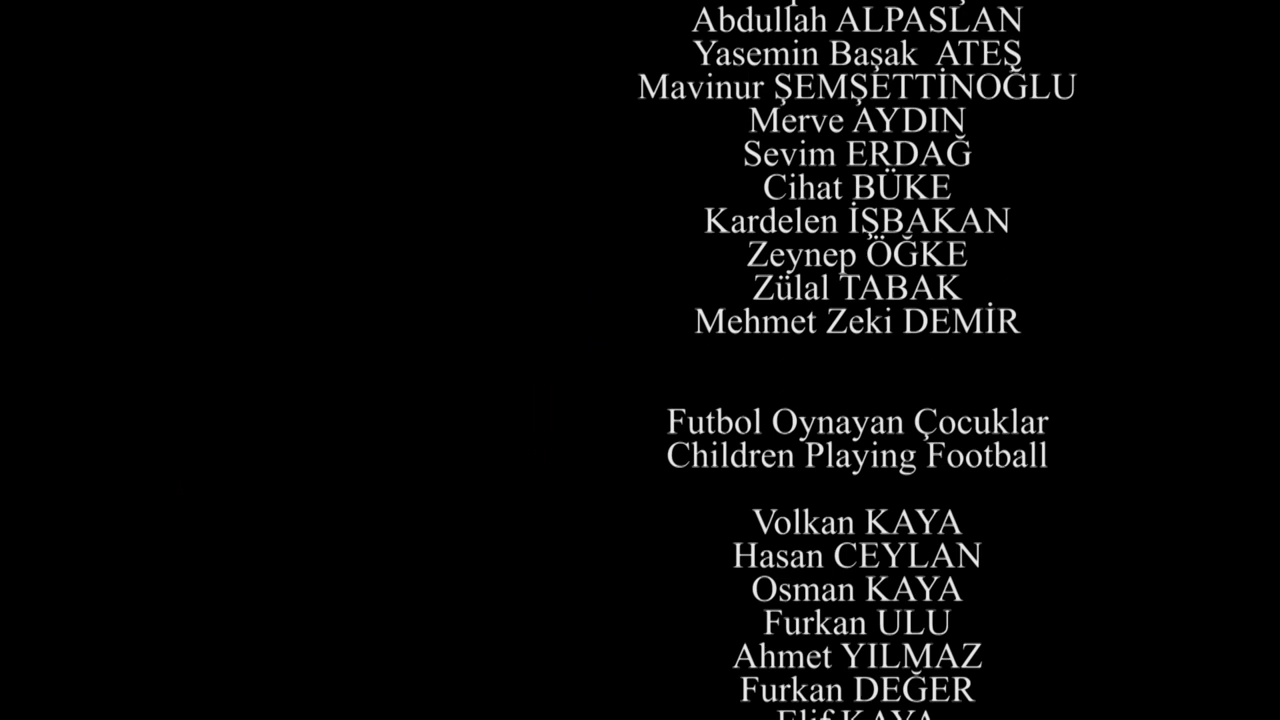 Abdullah ALPASLAN
Yasemin Başak ATEŞ
Mavinur ŞEMŞETTİNOĞLU
Merve AYDIN
Sevim ERDAĞ
Cihat BÜKE
Kardelen İŞBAKAN
Zeynep ÖĞKE
Zülal TABAK
Mehmet Zeki DEMİR
Futbol Oynayan Çocuklar
Children Playing Football
Volkan KAYA
Hasan CEYLAN
Osman KAYA
Furkan ULU
Ahmet YILMAZ
Furkan DEĞER
Elif KAYA